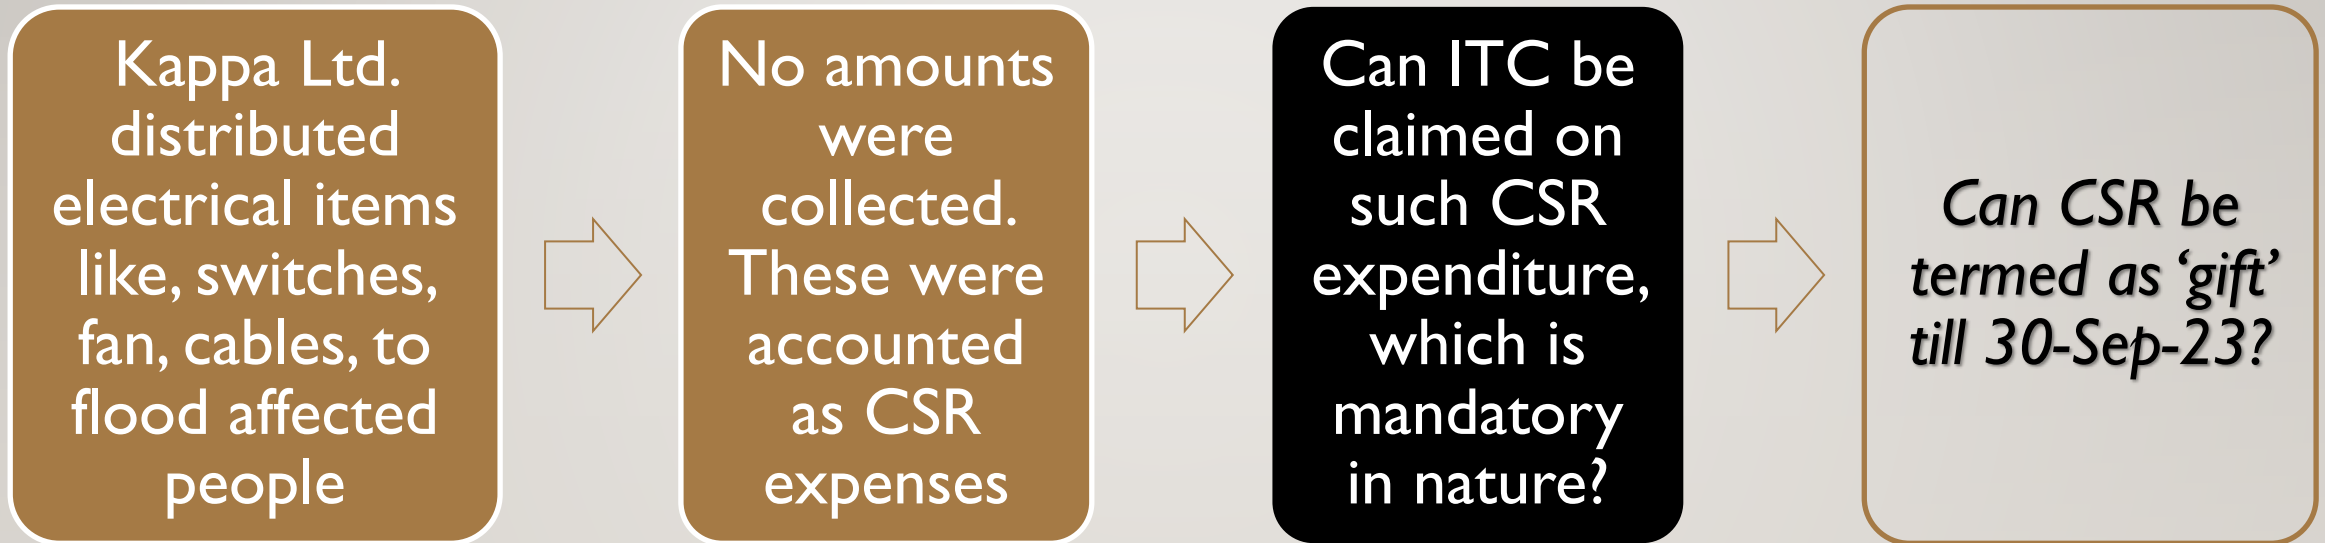 Kappa Ltd.
distributed
electrical items
like, switches,
fan, cables, to
flood affected
people
No amounts
were
collected.
These were
accounted
as CSR
expenses
Can ITC be
claimed on
such CSR
expenditure,
which is
mandatory
in nature?
Can CSR be
termed as ‘gift’
till 30-Sep-23?